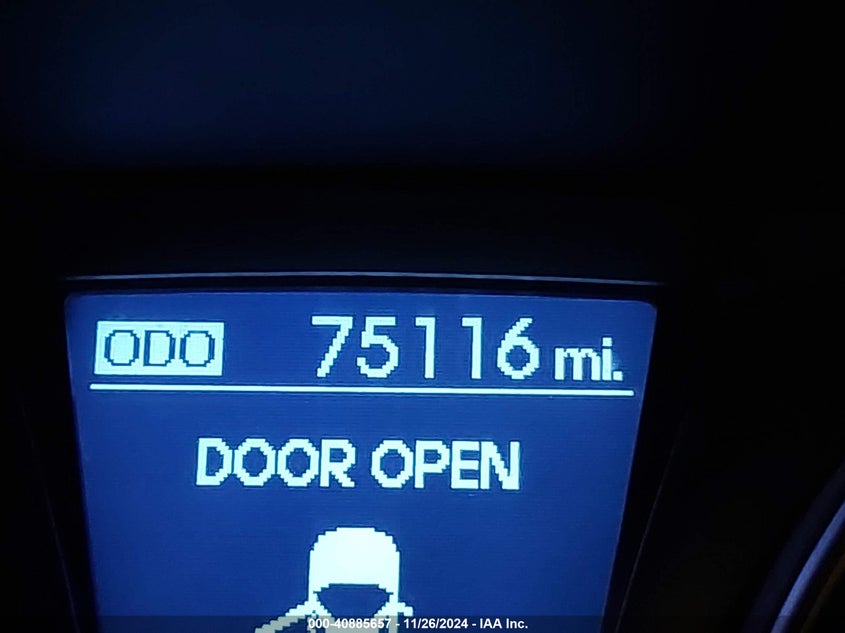 ODO 75116 mi.
DOOR OPEN
000-40885657 - 11/26/2024 - IAA Inc.